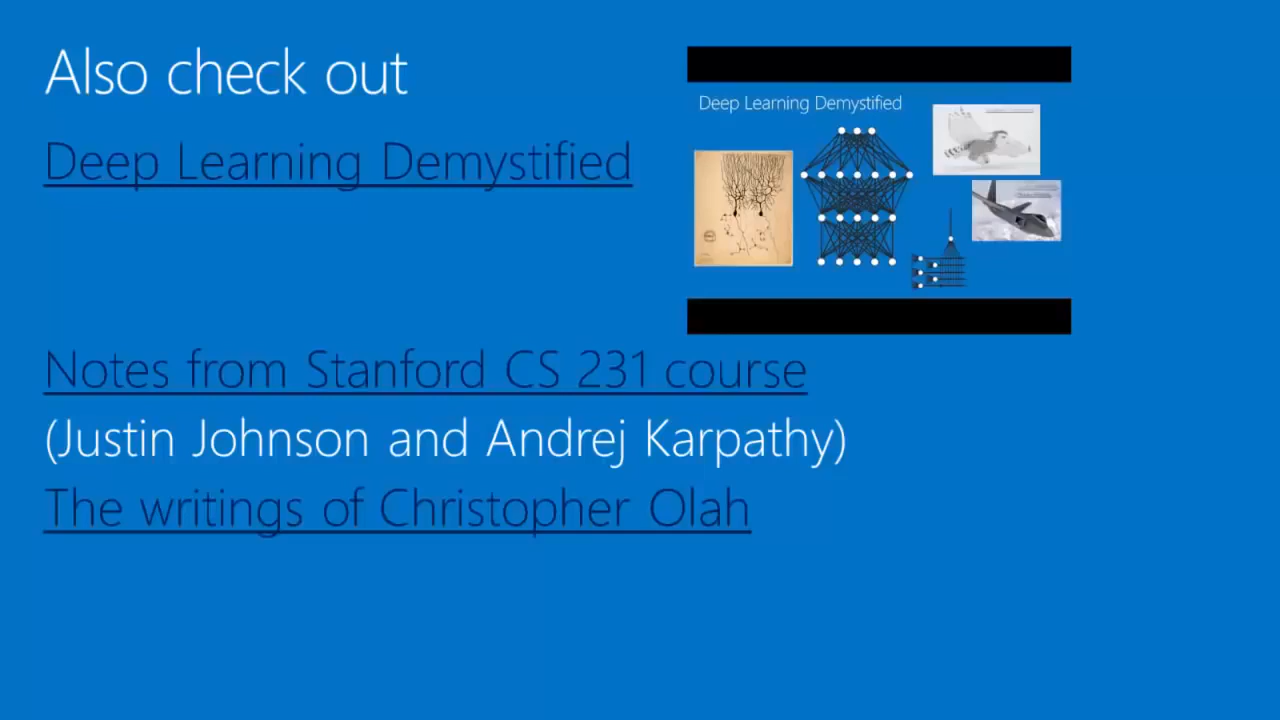 Also check out
Deep Learning Demystified
Deep Learning Demystified
Notes from Stanford CS 231 course
(Justin Johnson and Andrej Karpathy)
The writings of Christopher Olah